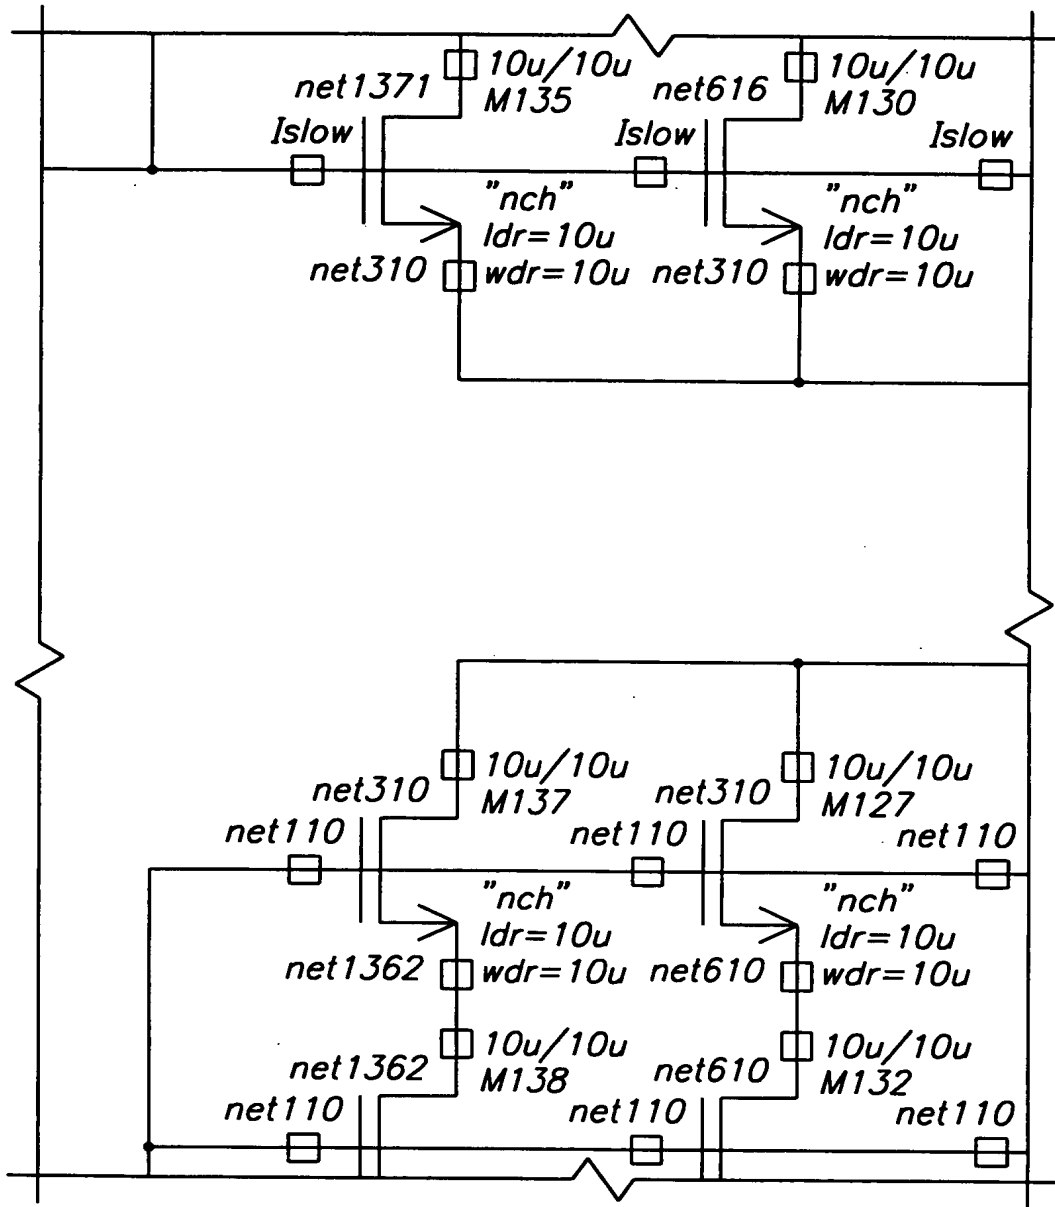 10u/10u
net1371
M135
10u/10u
net616
M130
Islow
Islow
Islow
"nch"
ldr=10u
net310
wdr=10u
"nch"
ldr=10u
net310
wdr=10u
10u/10u
net310
M137
10u/10u
net310
M127
net110
net110
net110
"nch"
ldr=10u
net1362
wdr=10u
"nch"
ldr=10u
net610
wdr=10u
10u/10u
net1362
M138
10u/10u
net610
M132
net110
net110
net110